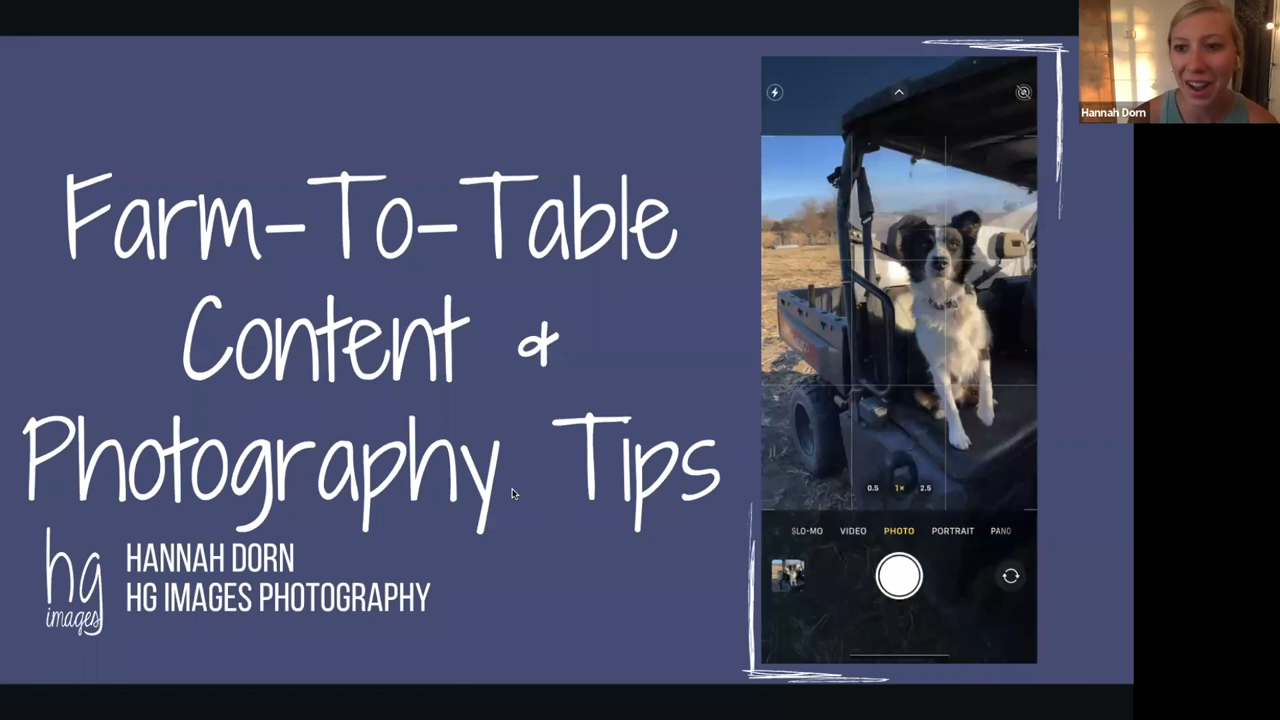 Farm-To-Table
Content &
Photography Tips
hg
images
HANNAH DORN
HG IMAGES PHOTOGRAPHY
0.5 1× 2.5
SLO-MO VIDEO PHOTO PORTRAIT PANO
Hannah Dorn